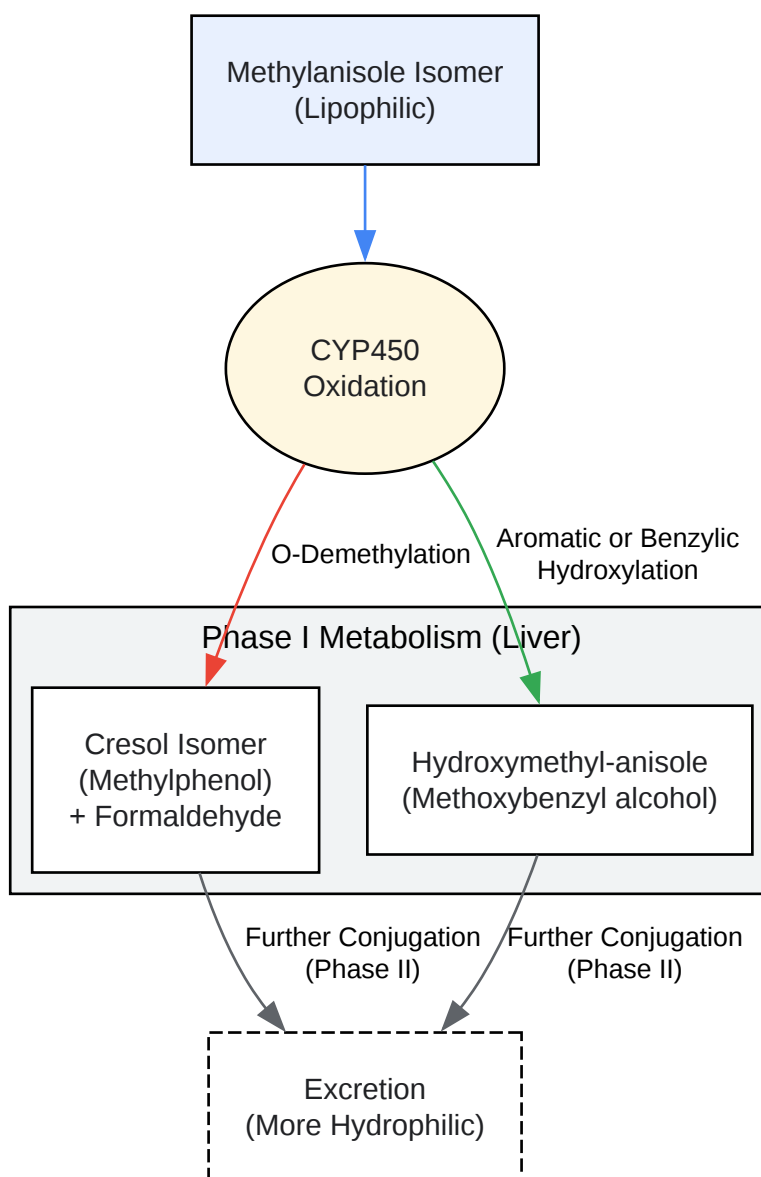 Methylanisole Isomer
(Lipophilic)
CYP450
Oxidation
O-Demethylation
Aromatic or Benzylic
Hydroxylation
Phase I Metabolism (Liver)
Cresol Isomer
(Methylphenol)
+ Formaldehyde
Hydroxymethyl-anisole
(Methoxybenzyl alcohol)
Further Conjugation
(Phase II)
Further Conjugation
(Phase II)
Excretion
(More Hydrophilic)